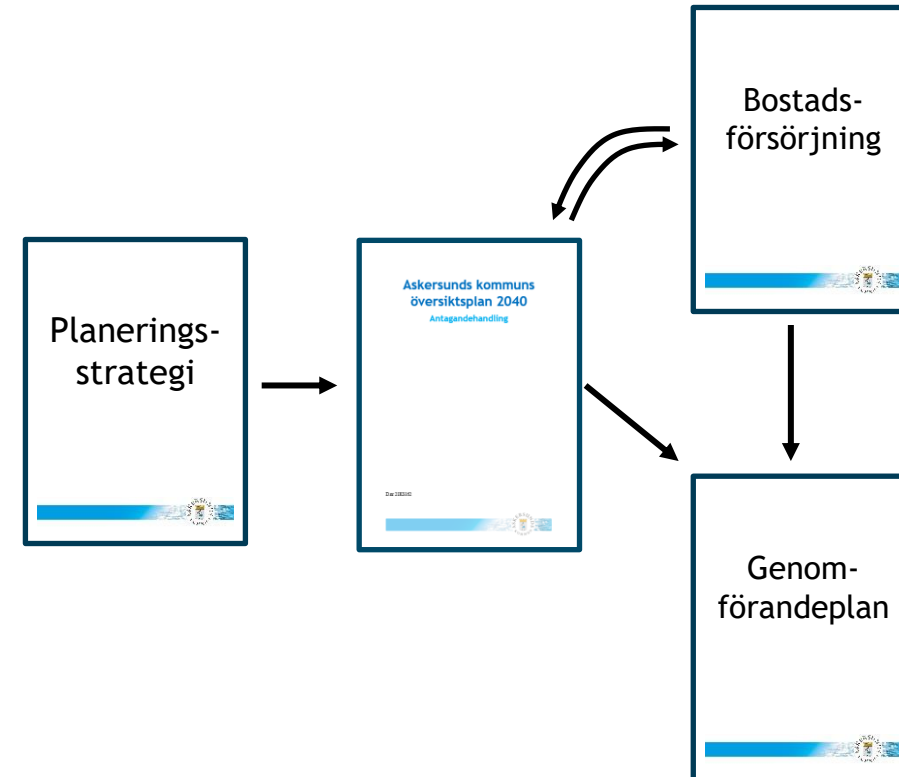 Planerings-
strategi
Askersunds kommuns
översiktsplan 2040
Antagandehandling
Bostads-
försörjning
Genom-
förandeplan